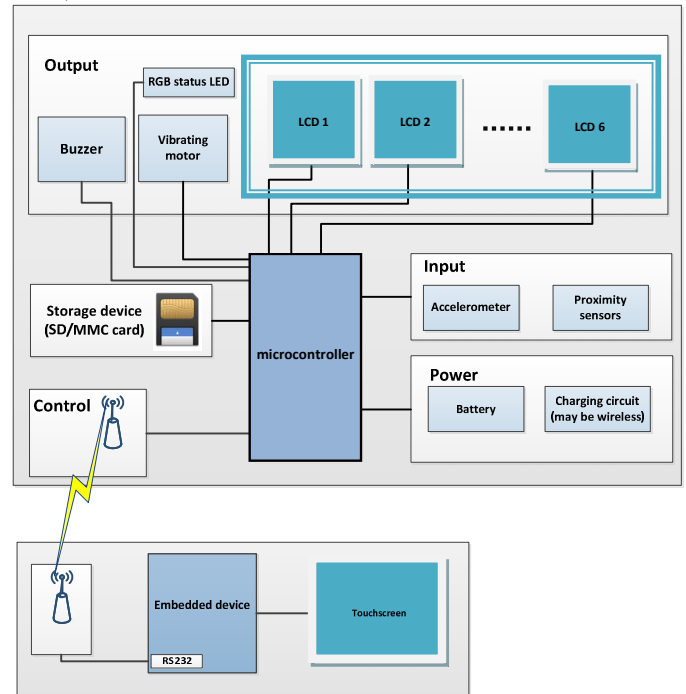 Output
RGB status LED
Buzzer
Vibrating
motor
LCD 1
LCD 2
......
LCD 6
Storage device
(SD/MMC card)
microcontroller
Input
Accelerometer
Proximity
sensors
Control
Power
Battery
Charging circuit
(may be wireless)
Embedded device
RS232
Touchscreen